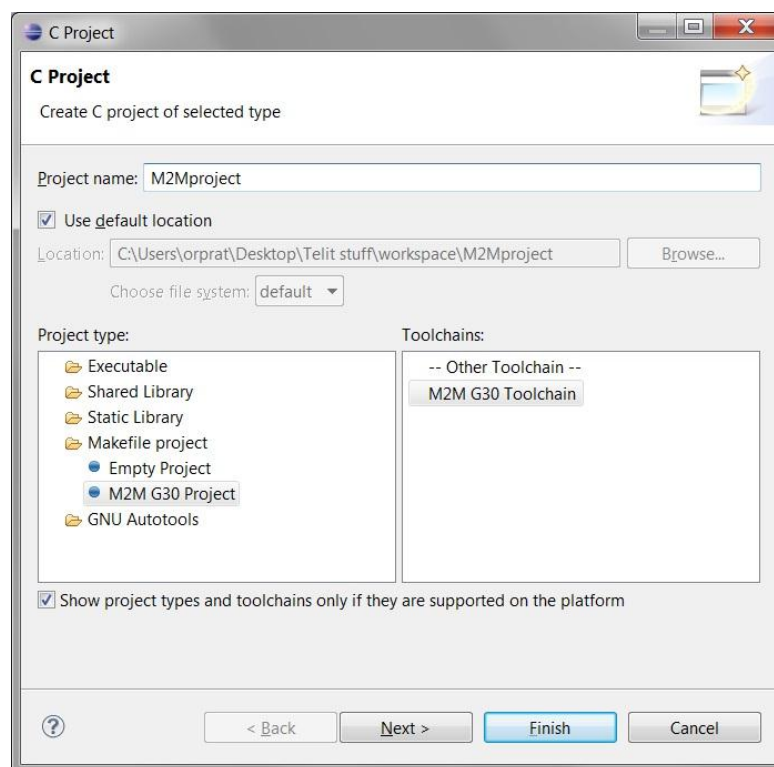 C Project
C Project
Create C project of selected type
Project name: M2Mproject
Use default location
Location: C:\Users\orprat\Desktop\Telit stuff\workspace\M2Mproject Browse...
Choose file system: default
Project type: Toolchains:
Executable -- Other Toolchain --
Shared Library M2M G30 Toolchain
Static Library
Makefile project
Empty Project
M2M G30 Project
GNU Autotools
Show project types and toolchains only if they are supported on the platform
? < Back Next > Finish Cancel